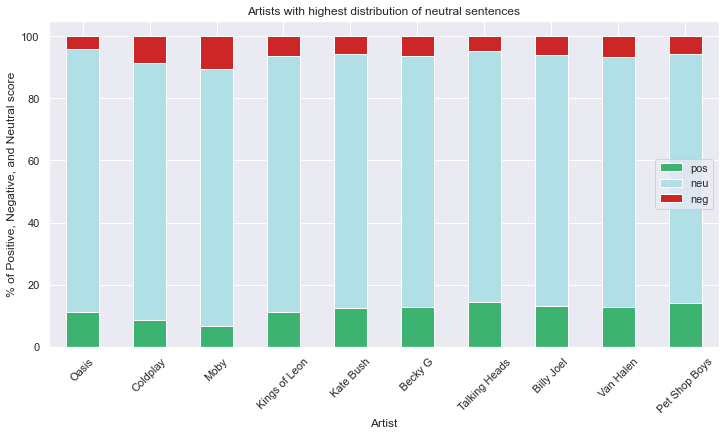 Artists with highest distribution of neutral sentences
% of Positive, Negative, and Neutral score
100
80
60
40
20
0
pos
neu
neg
Oasis
Coldplay
Moby
Kings of Leon
Kate Bush
Becky G
Talking Heads
Billy Joel
Van Halen
Pet Shop Boys
Artist